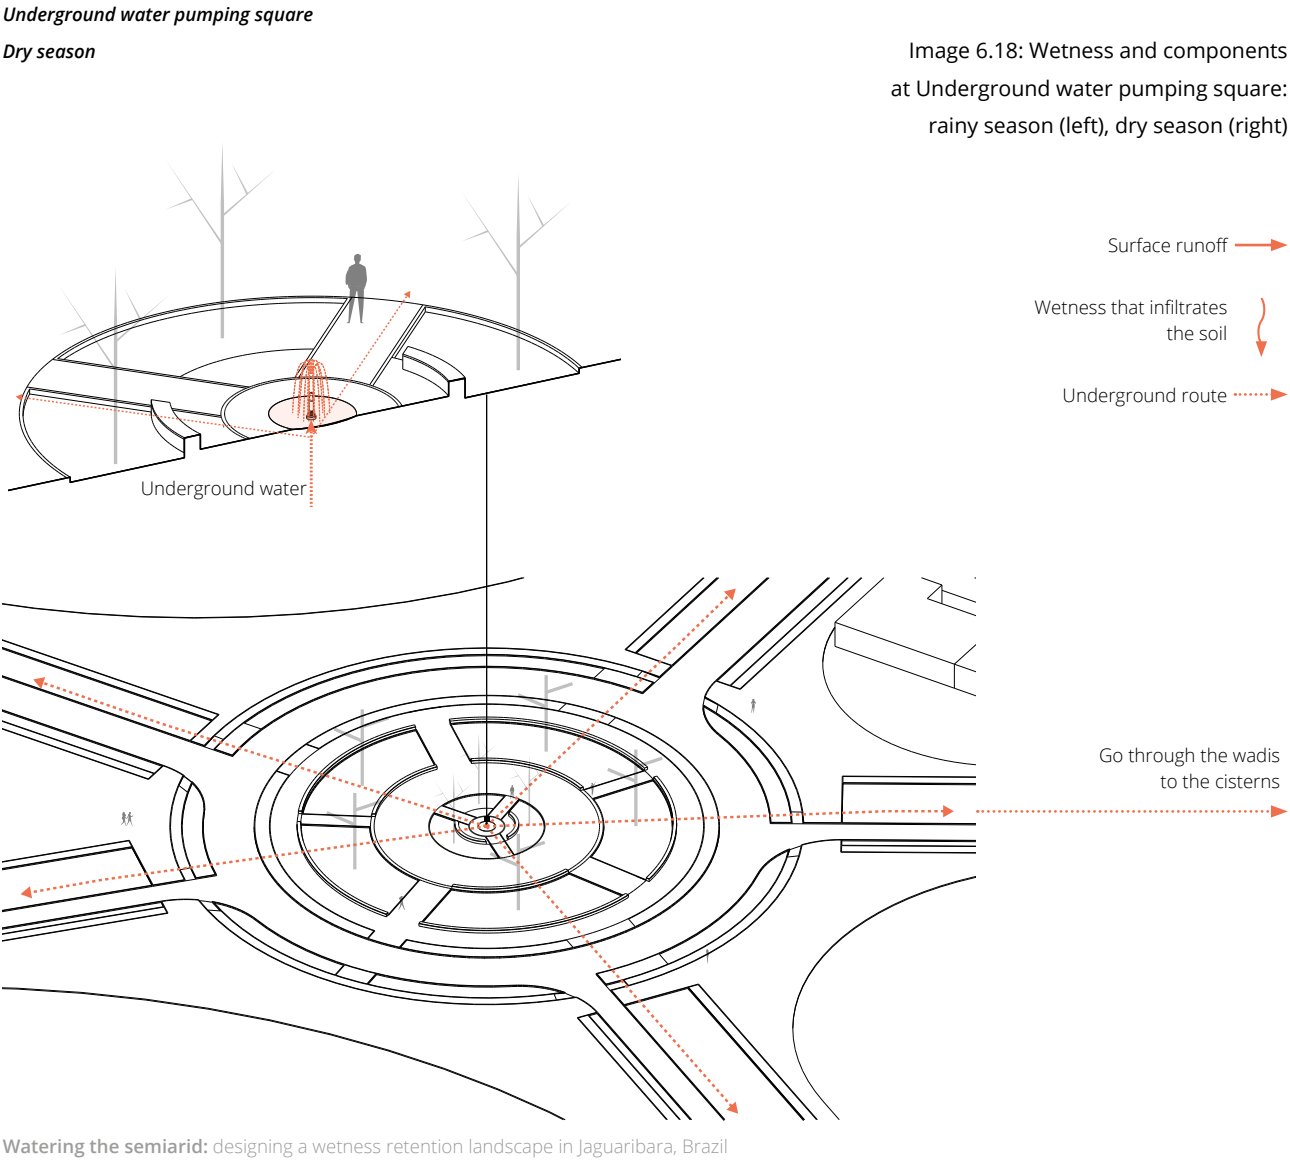 Underground water pumping square
Dry season
Image 6.18: Wetness and components
at Underground water pumping square:
rainy season (left), dry season (right)
Surface runoff
Wetness that infiltrates
the soil
Underground route
Underground water
Go through the wadis
to the cisterns
Watering the semiarid: designing a wetness retention landscape in Jaguaribara, Brazil